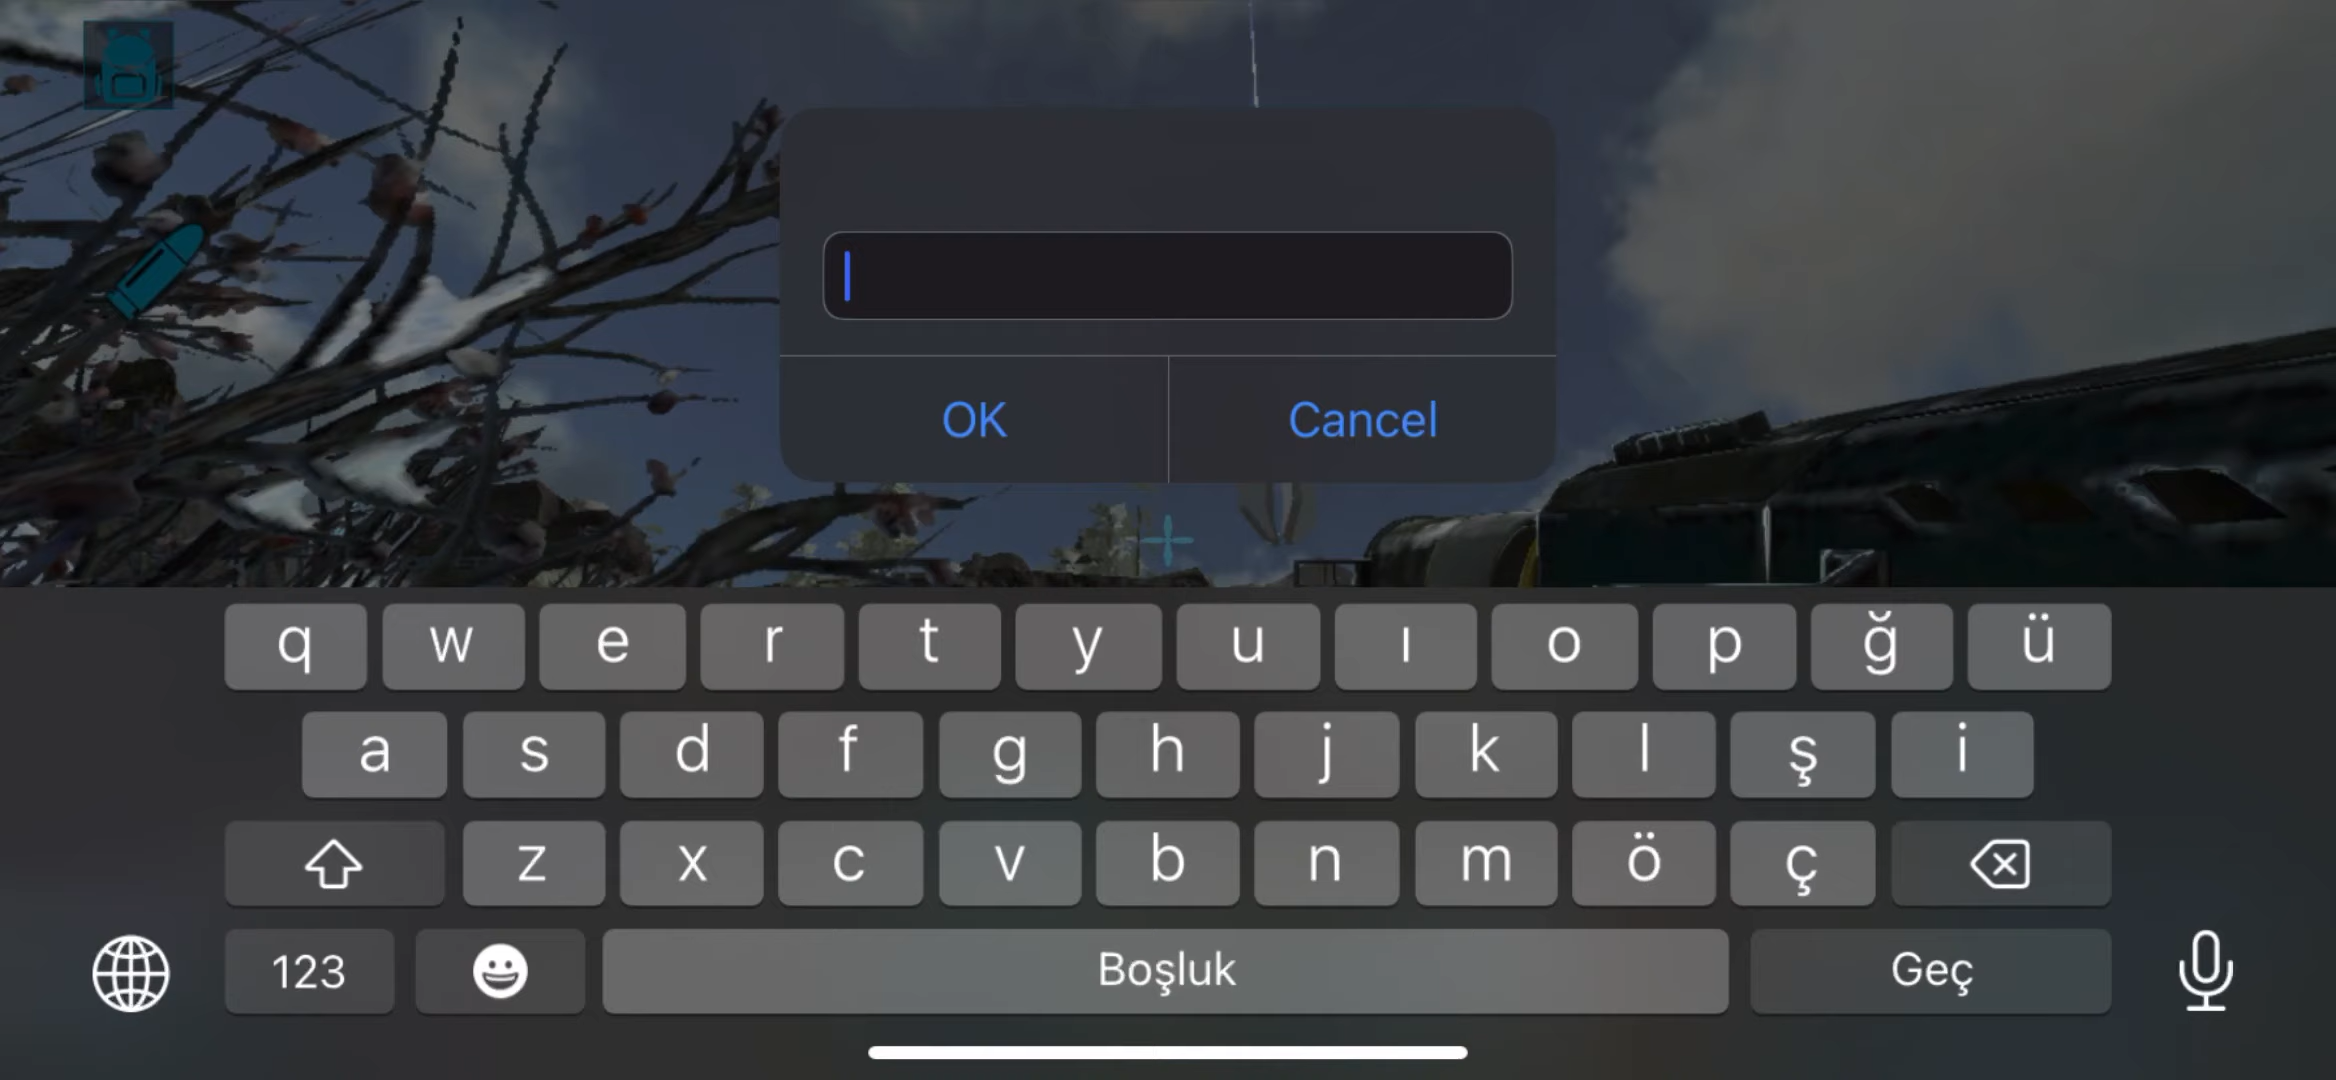 OK Cancel
q w e r t y u ı o p ğ ü
a s d f g h j k l ş i
z x c v b n m ö ç
123 Boşluk Geç